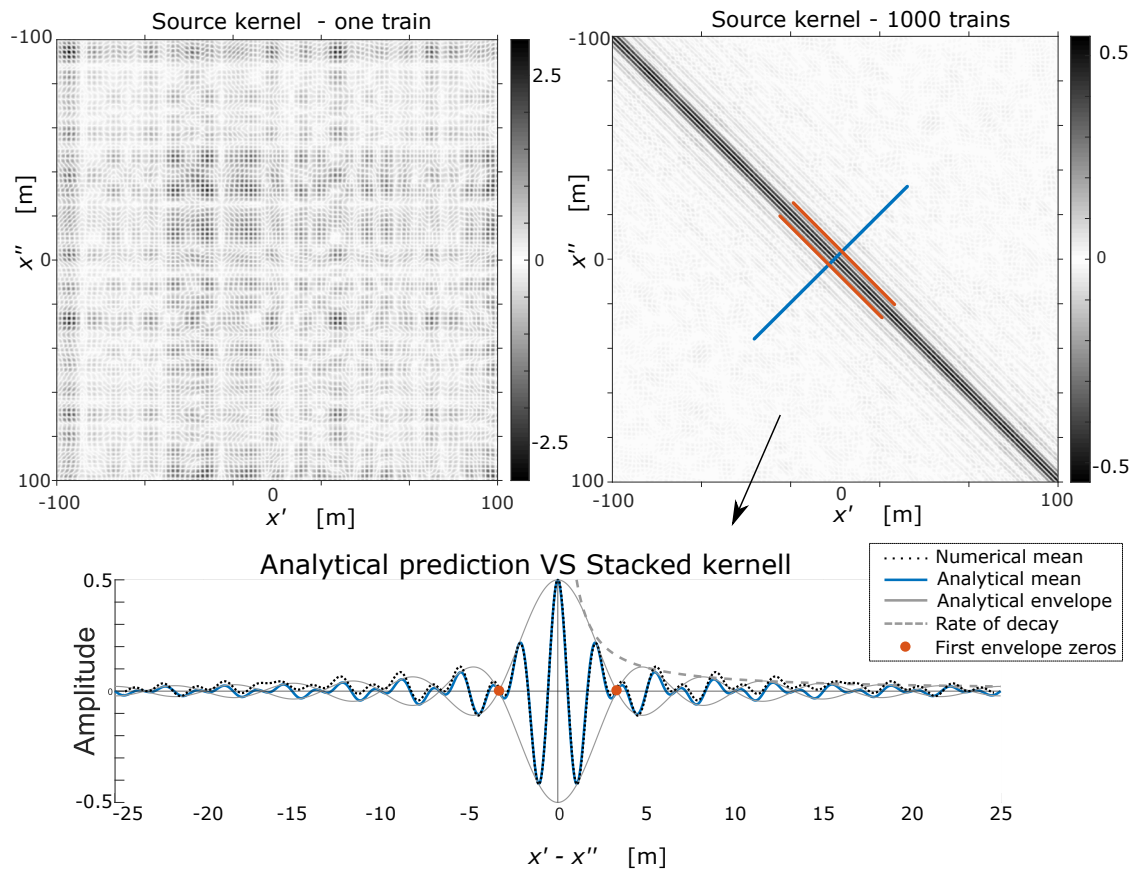 Source kernel - one train
Source kernel - 1000 trains
-100
0
100
x'' [m]
-100
0
100
x' [m]
2.5
0
-2.5
-100
0
100
x'' [m]
-100
0
100
x' [m]
0.5
0
-0.5
Analytical prediction VS Stacked kernell
Numerical mean
Analytical mean
Analytical envelope
Rate of decay
First envelope zeros
0.5
0
-0.5
Amplitude
-25
-20
-15
-10
-5
0
5
10
15
20
25
x' - x'' [m]